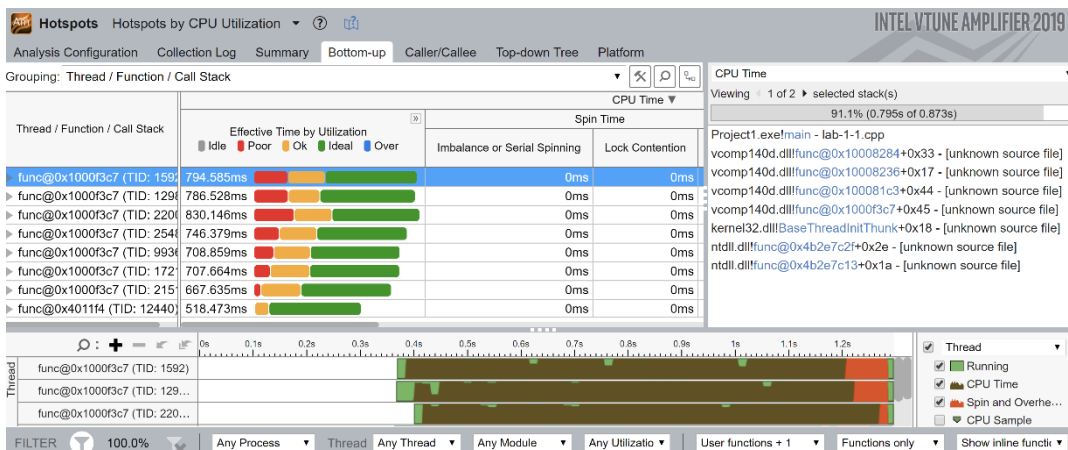 Hotspots Hotspots by CPU Utilization ?
INTEL VTUNE AMPLIFIER 2019
Analysis Configuration Collection Log Summary Bottom-up Caller/Callee Top-down Tree Platform
Grouping: Thread / Function / Call Stack
Thread / Function / Call Stack
CPU Time
Effective Time by Utilization
Idle Poor Ok Ideal Over
Spin Time
Imbalance or Serial Spinning Lock Contention
func@0x1000f3c7 (TID: 1592 794.585ms 0ms 0ms
func@0x1000f3c7 (TID: 1298 786.528ms 0ms 0ms
func@0x1000f3c7 (TID: 2200 830.146ms 0ms 0ms
func@0x1000f3c7 (TID: 2548 746.379ms 0ms 0ms
func@0x1000f3c7 (TID: 9936 708.859ms 0ms 0ms
func@0x1000f3c7 (TID: 172 707.664ms 0ms 0ms
func@0x1000f3c7 (TID: 215 667.635ms 0ms 0ms
func@0x4011f4 (TID: 12440) 518.473ms 0ms 0ms
CPU Time
Viewing 1 of 2 selected stack(s)
91.1% (0.795s of 0.873s)
Project1.exe!main - lab-1-1.cpp
vcomp140d.dll!func@0x10008284+0x33 - [unknown source file]
vcomp140d.dll!func@0x10008236+0x17 - [unknown source file]
vcomp140d.dll!func@0x100081c3+0x44 - [unknown source file]
vcomp140d.dll!func@0x1000f3c7+0x45 - [unknown source file]
kernel32.dll!BaseThreadInitThunk+0x18 - [unknown source file]
ntdll.dll!func@0x4b2e7c2f+0x2e - [unknown source file]
ntdll.dll!func@0x4b2e7c13+0x1a - [unknown source file]
0s 0.1s 0.2s 0.3s 0.4s 0.5s 0.6s 0.7s 0.8s 0.9s 1s 1.1s 1.2s
Thread
func@0x1000f3c7 (TID: 1592)
func@0x1000f3c7 (TID: 129...
func@0x1000f3c7 (TID: 220...
Thread
Running
CPU Time
Spin and Overhe...
CPU Sample
FILTER 100.0% Any Process Thread Any Thread Any Module Any Utilizatio User functions + 1 Functions only Show inline functic